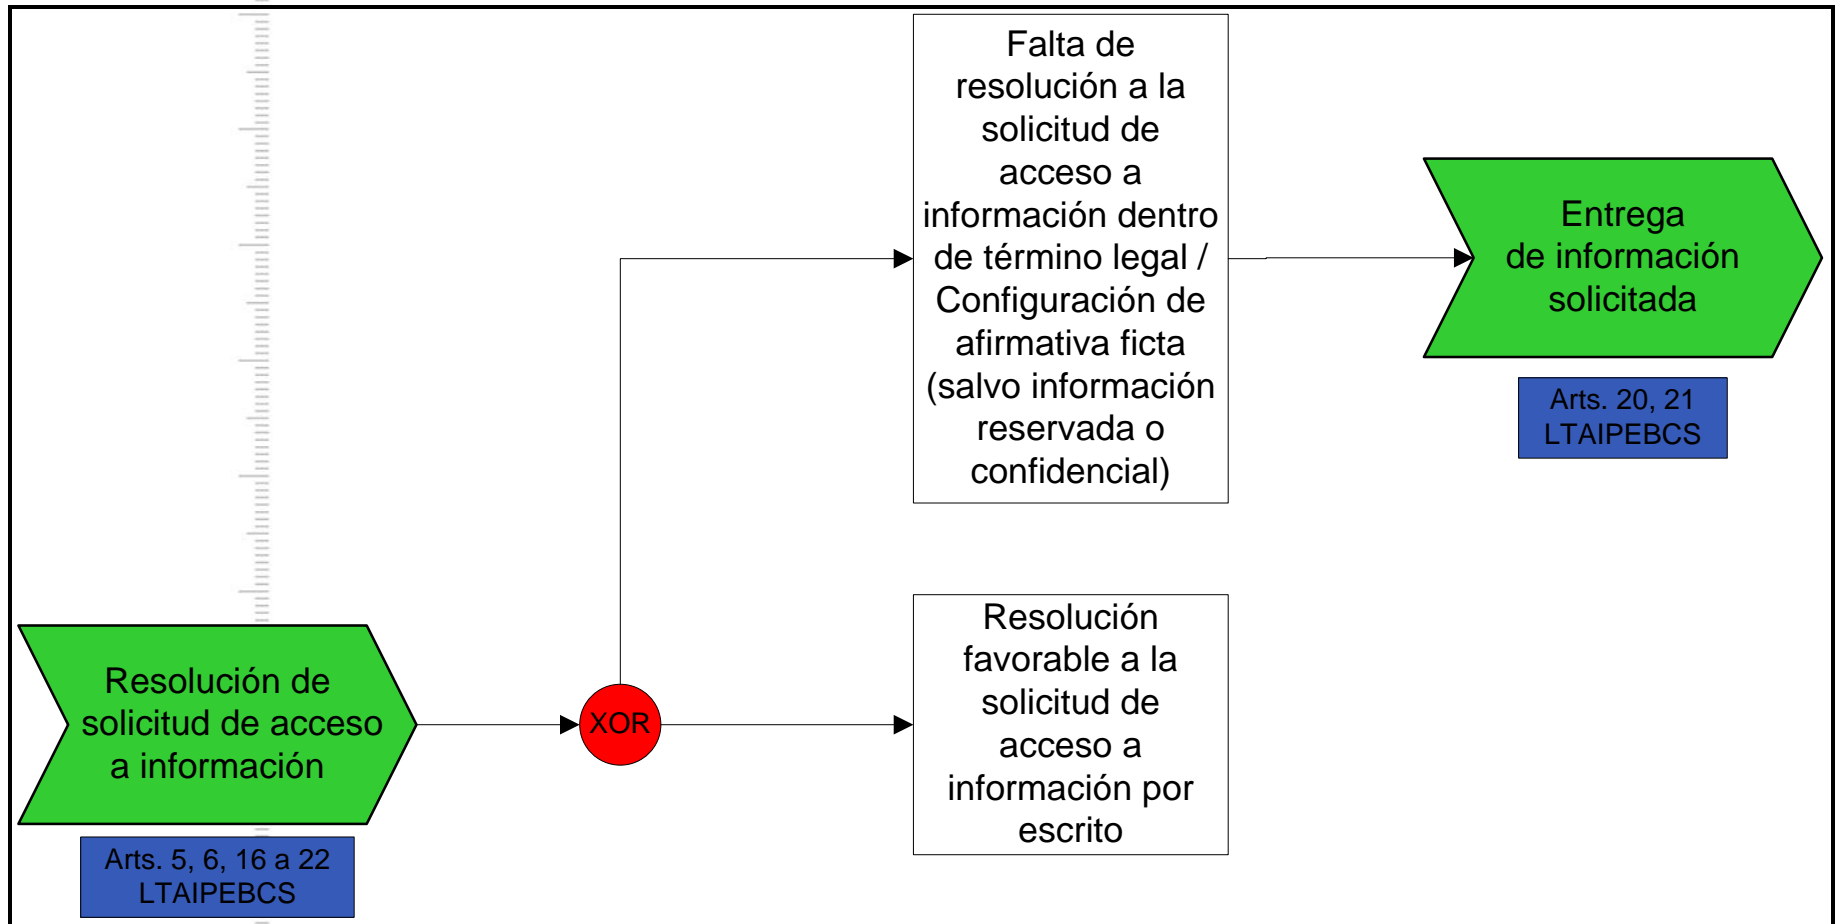 Falta de
resolución a la
solicitud de
acceso a
información dentro
de término legal /
Configuración de
afirmativa ficta
(salvo información
reservada o
confidencial)
Entrega
de información
solicitada
Arts. 20, 21
LTAIPEBCS
Resolución de
solicitud de acceso
a información
Arts. 5, 6, 16 a 22
LTAIPEBCS
XOR
Resolución
favorable a la
solicitud de
acceso a
información por
escrito